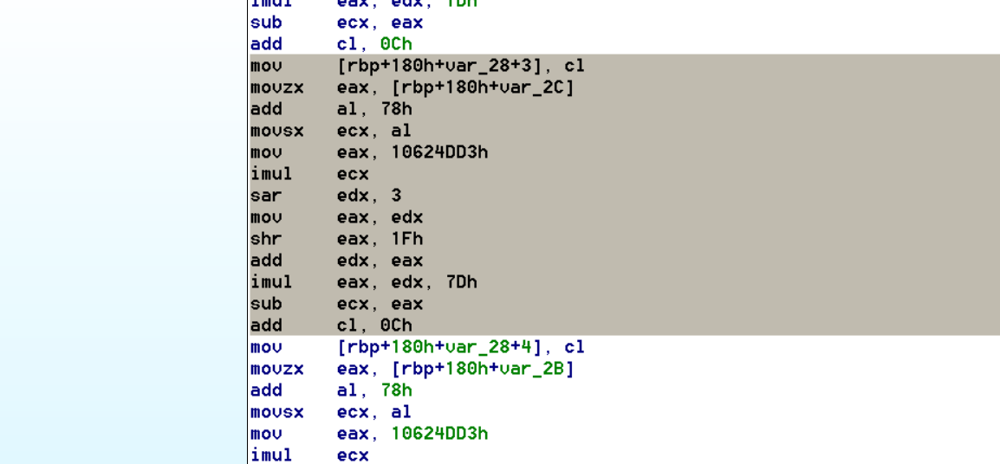 imul eax, edx, 7Dh
sub ecx, eax
add cl, 0Ch
mov [rbp+180h+var_28+3], cl
movzx eax, [rbp+180h+var_2C]
add al, 78h
movsx ecx, al
mov eax, 10624DD3h
imul ecx
sar edx, 3
mov eax, edx
shr eax, 1Fh
add edx, eax
imul eax, edx, 7Dh
sub ecx, eax
add cl, 0Ch
mov [rbp+180h+var_28+4], cl
movzx eax, [rbp+180h+var_2B]
add al, 78h
movsx ecx, al
mov eax, 10624DD3h
imul ecx